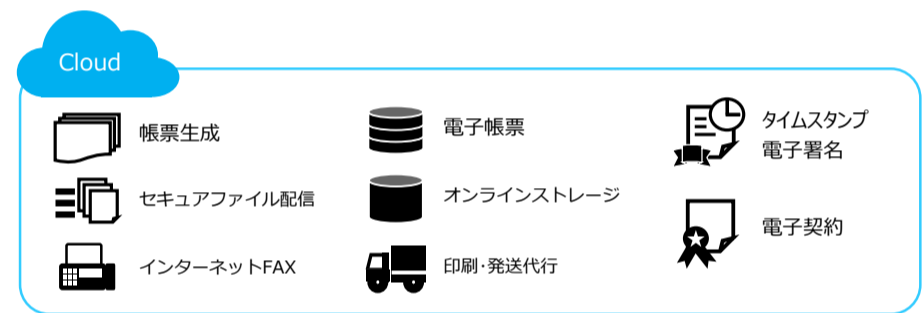 Cloud
帳票生成
電子帳票
タイムスタンプ
電子署名
セキュアファイル配信
オンラインストレージ
電子契約
インターネットFAX
印刷・発送代行